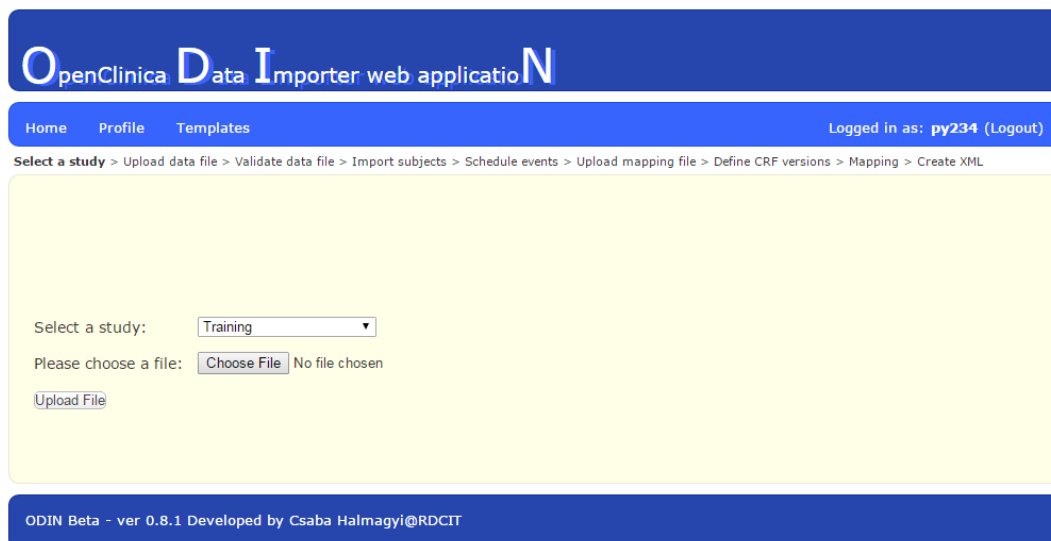 OpenClinica Data Importer web applicatioN
Home Profile Templates Logged in as: py234 (Logout)
Select a study > Upload data file > Validate data file > Import subjects > Schedule events > Upload mapping file > Define CRF versions > Mapping > Create XML
Select a study: Training
Please choose a file: Choose File No file chosen
Upload File
ODIN Beta - ver 0.8.1 Developed by Csaba Halmagyi@RDCIT